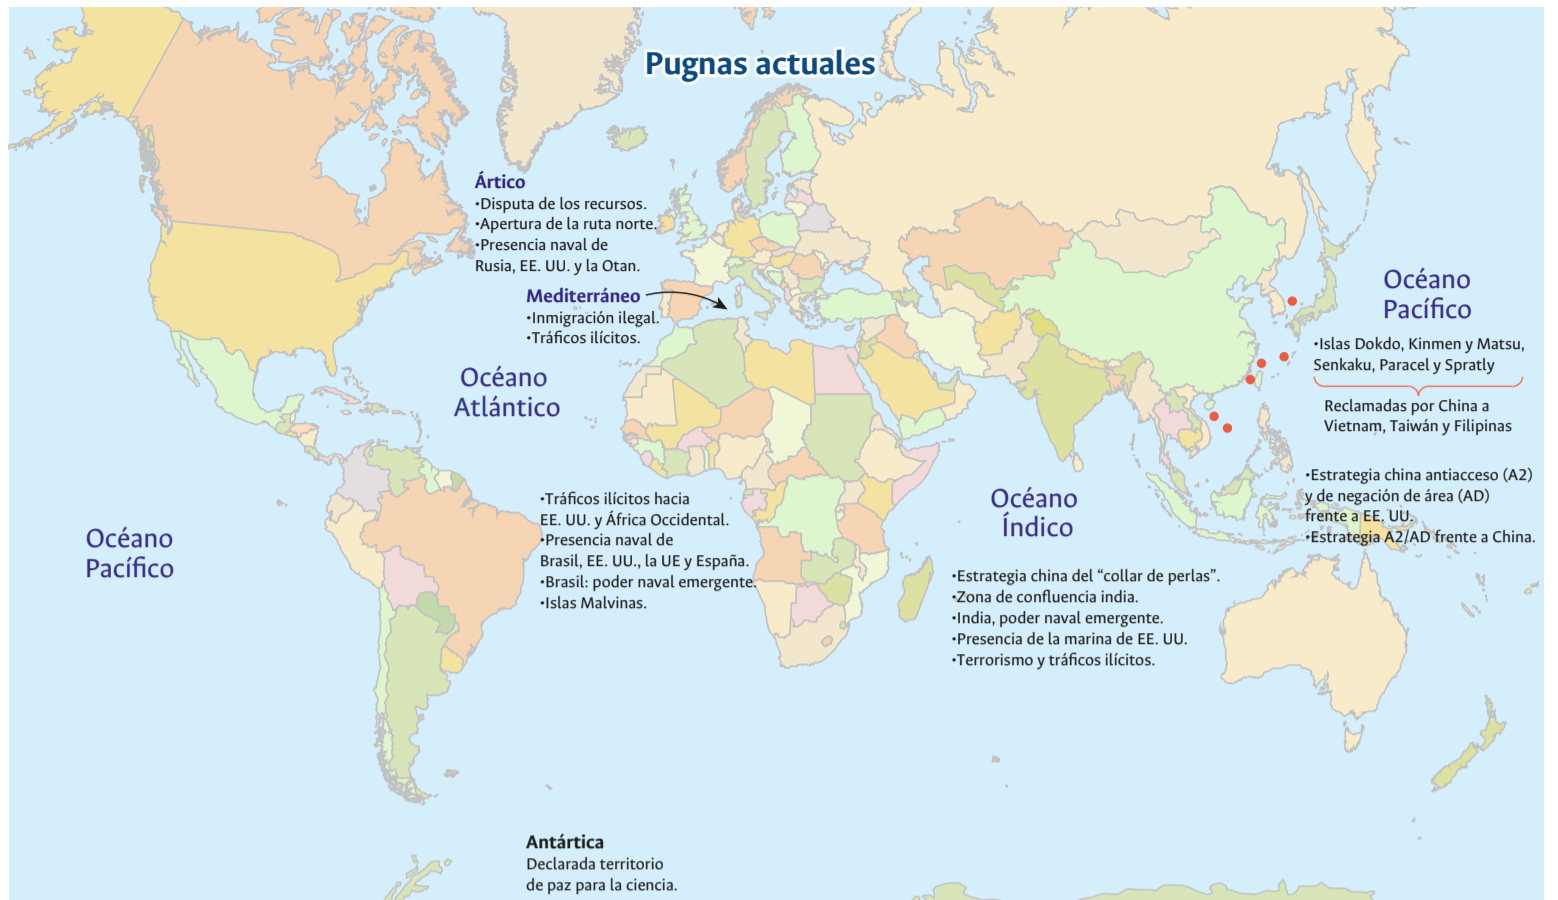 Pugnas actuales
Ártico
•Disputa de los recursos.
•Apertura de la ruta norte.
•Presencia naval de
Rusia, EE. UU. y la Otan.
Mediterráneo
•Inmigración ilegal.
•Tráficos ilícitos.
Océano
Atlántico
•Tráficos ilícitos hacia
EE. UU. y África Occidental.
•Presencia naval de
Brasil, EE. UU., la UE y España.
•Brasil: poder naval emergente.
•Islas Malvinas.
Océano
Pacífico
Océano
Índico
•Estrategia china del “collar de perlas”.
•Zona de confluencia india.
•India, poder naval emergente.
•Presencia de la marina de EE. UU.
•Terrorismo y tráficos ilícitos.
Océano
Pacífico
•Islas Dokdo, Kinmen y Matsu,
Senkaku, Paracel y Spratly
Reclamadas por China a
Vietnam, Taiwán y Filipinas
•Estrategia china antiacceso (A2)
y de negación de área (AD)
frente a EE. UU.
•Estrategia A2/AD frente a China.
Antártica
Declarada territorio
de paz para la ciencia.